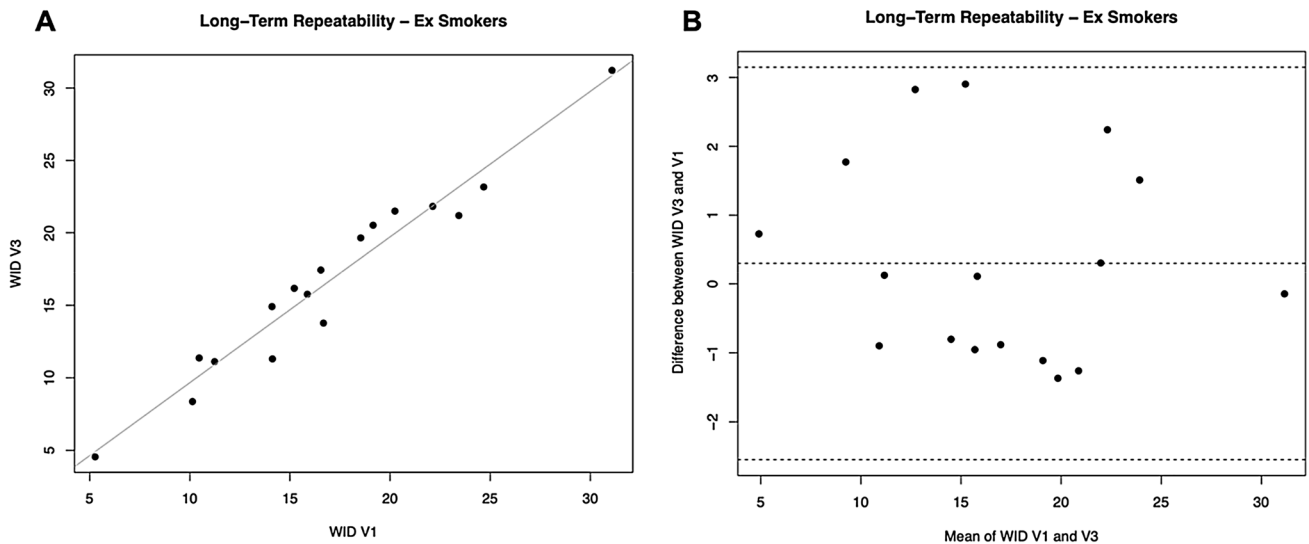 A
Long–Term Repeatability – Ex Smokers
WID V3
30
25
20
15
10
5
5 10 15 20 25 30
WID V1
B
Long–Term Repeatability – Ex Smokers
Difference between WID V3 and V1
3
2
1
0
−1
−2
5 10 15 20 25 30
Mean of WID V1 and V3